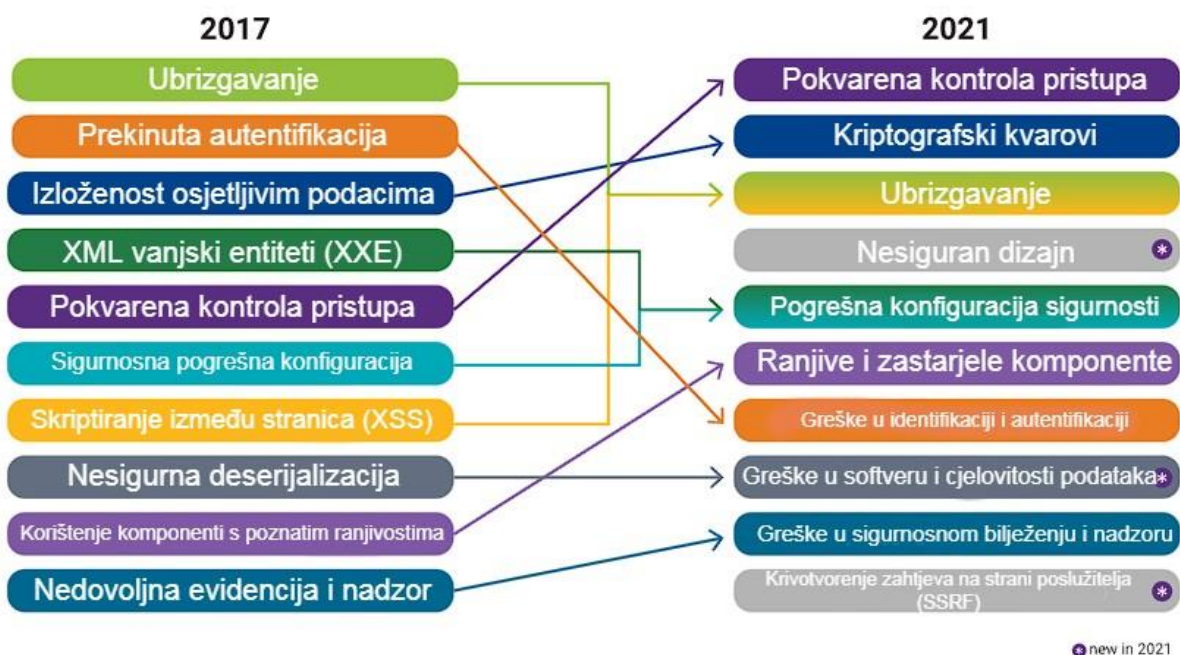 2017
Ubrizgavanje
Prekinuta autentifikacija
Izloženost osjetljivim podacima
XML vanjski entiteti (XXE)
Pokvarena kontrola pristupa
Sigurnosna pogrešna konfiguracija
Skriptiranje između stranica (XSS)
Nesigurna deserijalizacija
Korištenje komponenti s poznatim ranjivostima
Nedovoljna evidencija i nadzor
2021
Pokvarena kontrola pristupa
Kriptografski kvarovi
Ubrizgavanje
Nesiguran dizajn *
Pogrešna konfiguracija sigurnosti
Ranjive i zastarjele komponente
Greške u identifikaciji i autentifikaciji
Greške u softveru i cjelovitosti podataka *
Greške u sigurnosnom bilježenju i nadzoru
Krivotvorenje zahtjeva na strani poslužitelja
(SSRF) *
* new in 2021